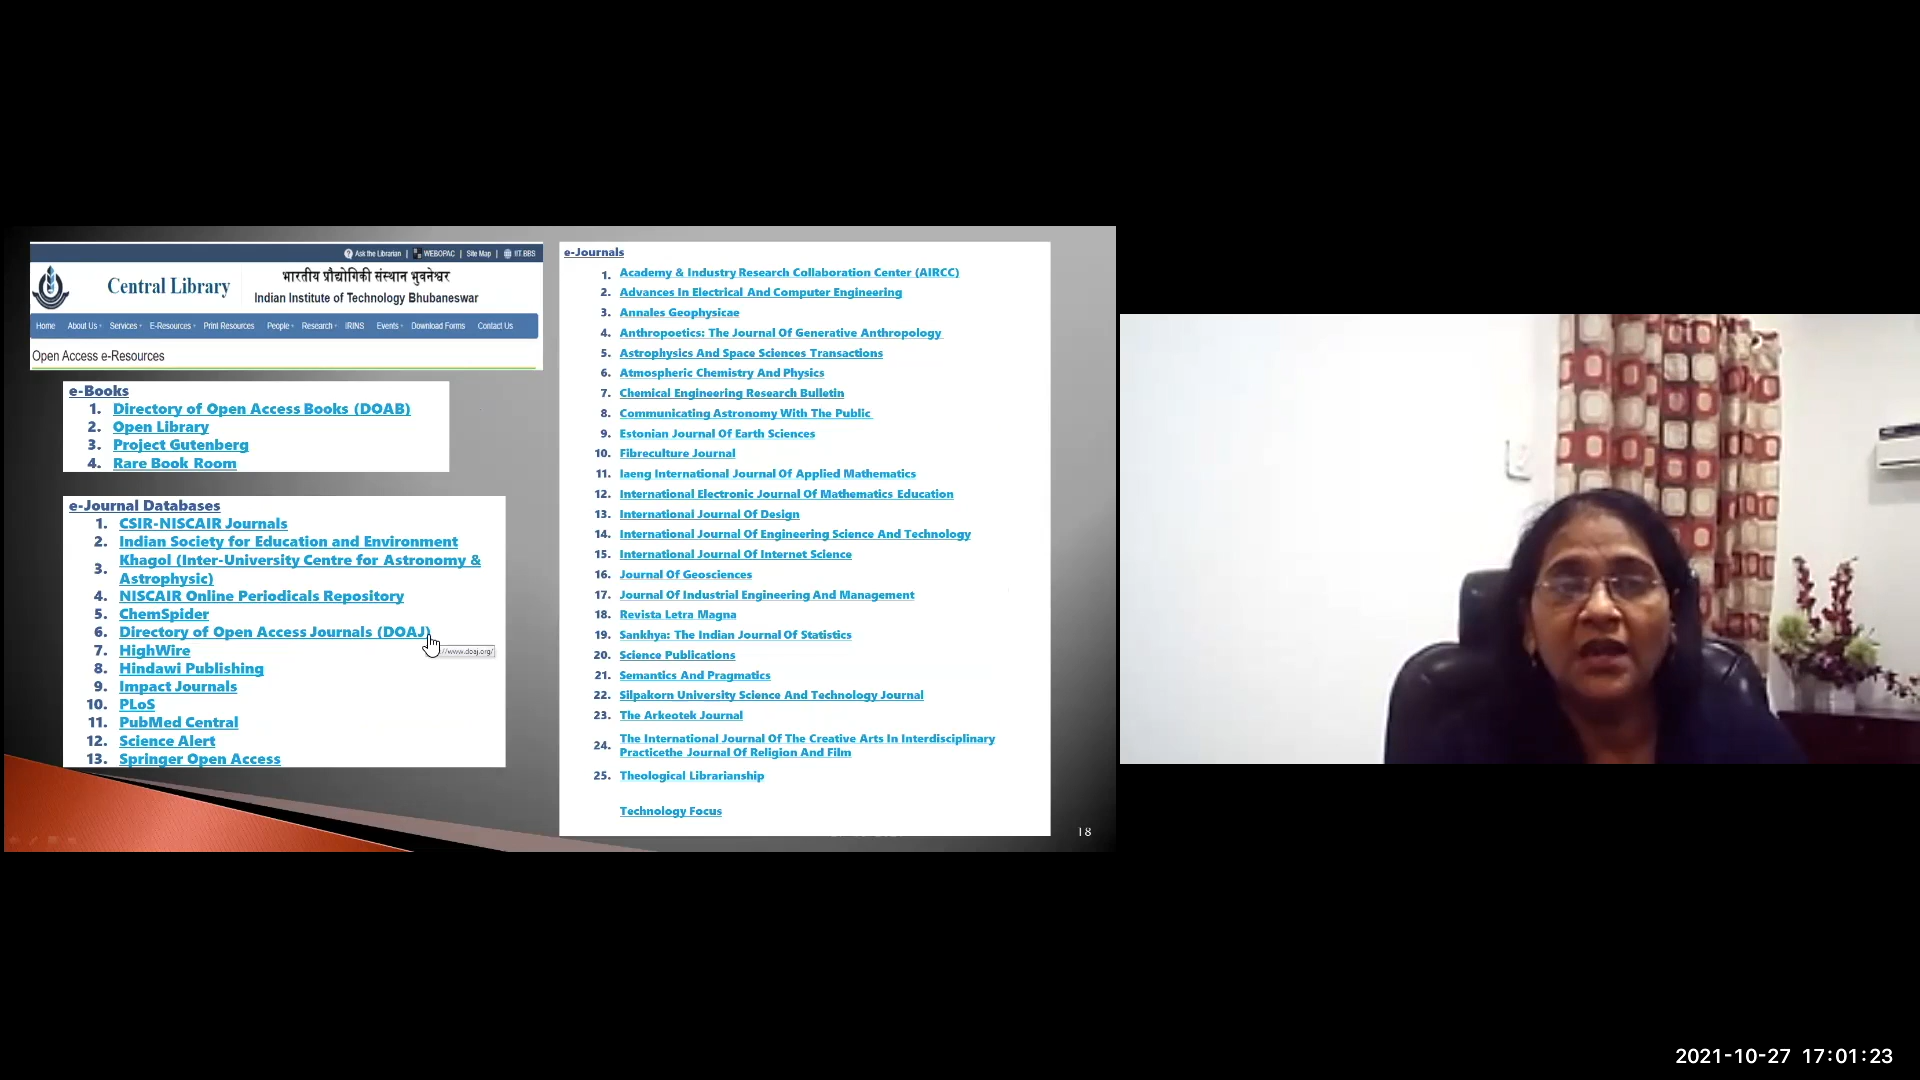 Ask the Librarian | WEBOPAC | Site Map | IIT BBS
Central Library
भारतीय प्रौद्योगिकी संस्थान भुवनेश्वर
Indian Institute of Technology Bhubaneswar
Home About Us Services E-Resources Print Resources People Research IRINS Events Download Forms Contact Us
Open Access e-Resources
e-Books
1. Directory of Open Access Books (DOAB)
2. Open Library
3. Project Gutenberg
4. Rare Book Room
e-Journal Databases
1. CSIR-NISCAIR Journals
2. Indian Society for Education and Environment
3. Khagol (Inter-University Centre for Astronomy &
Astrophysic)
4. NISCAIR Online Periodicals Repository
5. ChemSpider
6. Directory of Open Access Journals (DOAJ)
//www.doaj.org/
7. HighWire
8. Hindawi Publishing
9. Impact Journals
10. PLoS
11. PubMed Central
12. Science Alert
13. Springer Open Access
e-Journals
1. Academy & Industry Research Collaboration Center (AIRCC)
2. Advances In Electrical And Computer Engineering
3. Annales Geophysicae
4. Anthropoetics: The Journal Of Generative Anthropology
5. Astrophysics And Space Sciences Transactions
6. Atmospheric Chemistry And Physics
7. Chemical Engineering Research Bulletin
8. Communicating Astronomy With The Public
9. Estonian Journal Of Earth Sciences
10. Fibreculture Journal
11. Iaeng International Journal Of Applied Mathematics
12. International Electronic Journal Of Mathematics Education
13. International Journal Of Design
14. International Journal Of Engineering Science And Technology
15. International Journal Of Internet Science
16. Journal Of Geosciences
17. Journal Of Industrial Engineering And Management
18. Revista Letra Magna
19. Sankhya: The Indian Journal Of Statistics
20. Science Publications
21. Semantics And Pragmatics
22. Silpakorn University Science And Technology Journal
23. The Arkeotek Journal
24. The International Journal Of The Creative Arts In Interdisciplinary
Practicethe Journal Of Religion And Film
25. Theological Librarianship
Technology Focus
18
2021-10-27 17:01:23